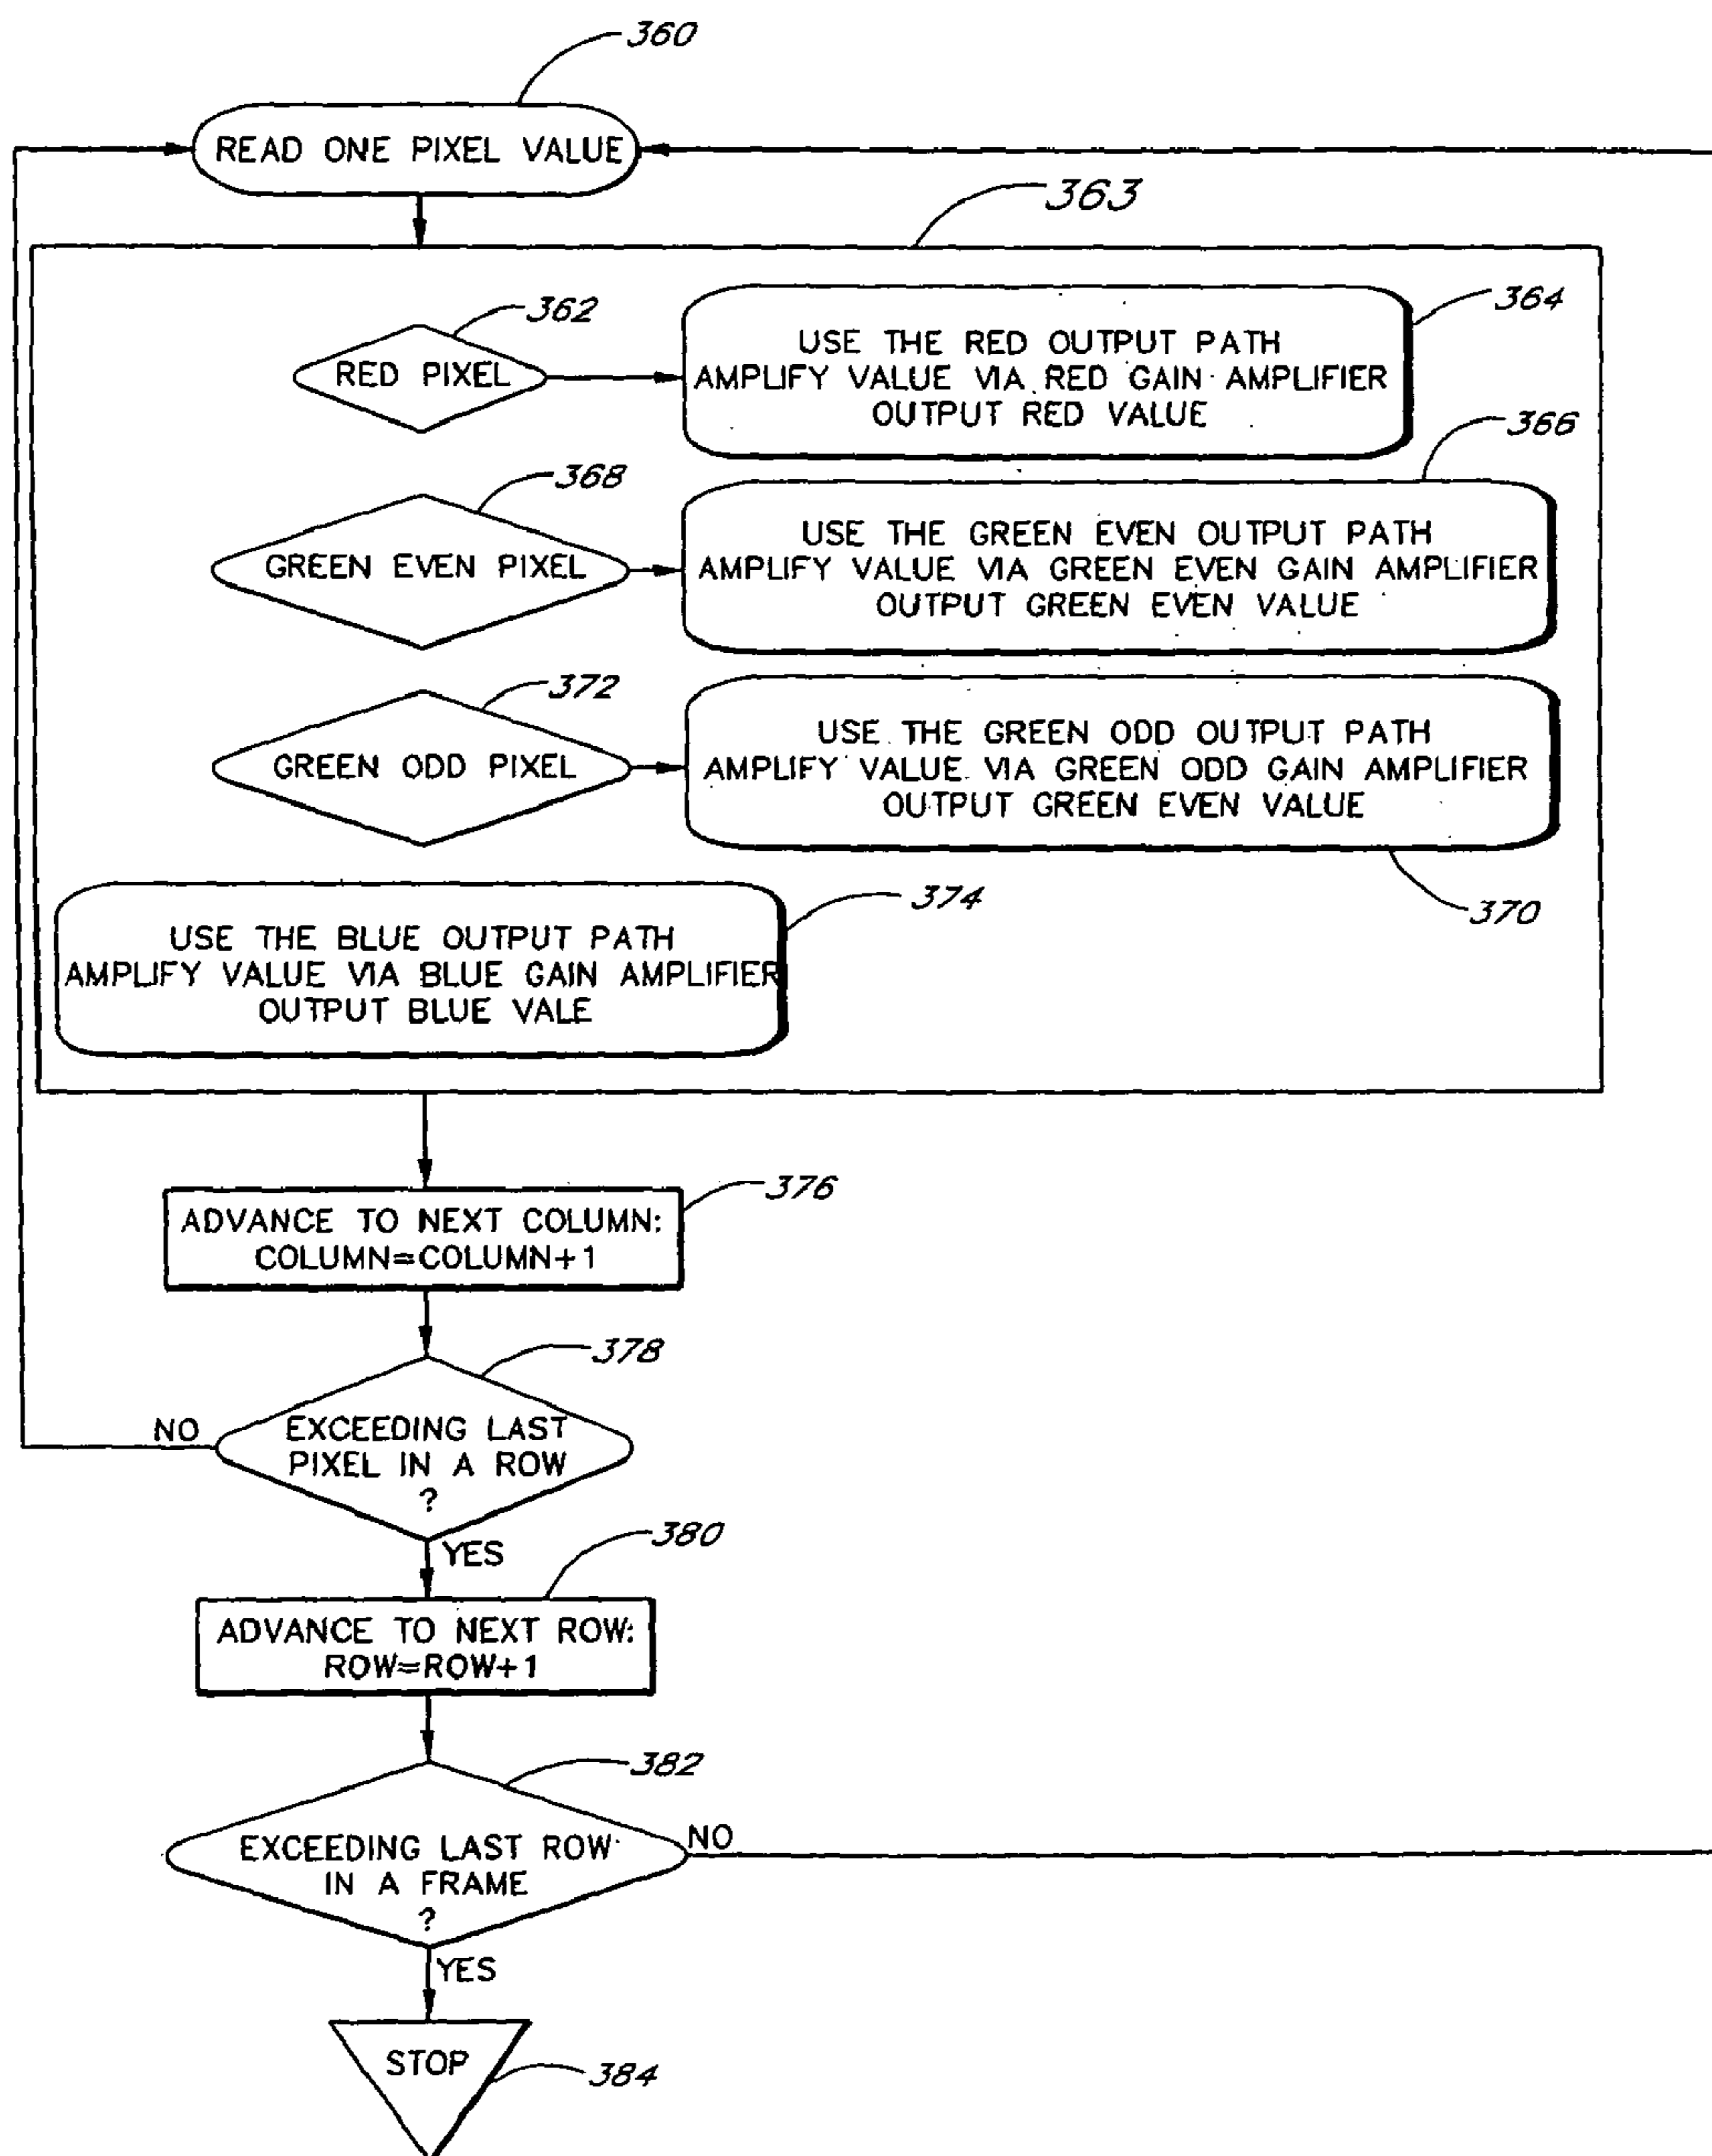 360
READ ONE PIXEL VALUE
363
362
RED PIXEL
364
USE THE RED OUTPUT PATH
AMPLIFY VALUE VIA RED GAIN AMPLIFIER
OUTPUT RED VALUE
366
368
GREEN EVEN PIXEL
USE THE GREEN EVEN OUTPUT PATH
AMPLIFY VALUE VIA GREEN EVEN GAIN AMPLIFIER
OUTPUT GREEN EVEN VALUE
372
GREEN ODD PIXEL
USE THE GREEN ODD OUTPUT PATH
AMPLIFY VALUE VIA GREEN ODD GAIN AMPLIFIER
OUTPUT GREEN EVEN VALUE
370
374
USE THE BLUE OUTPUT PATH
AMPLIFY VALUE VIA BLUE GAIN AMPLIFIER
OUTPUT BLUE VALE
376
ADVANCE TO NEXT COLUMN:
COLUMN=COLUMN+1
378
NO
EXCEEDING LAST
PIXEL IN A ROW
?
YES
380
ADVANCE TO NEXT ROW:
ROW=ROW+1
382
EXCEEDING LAST ROW
IN A FRAME
?
NO
YES
STOP
384